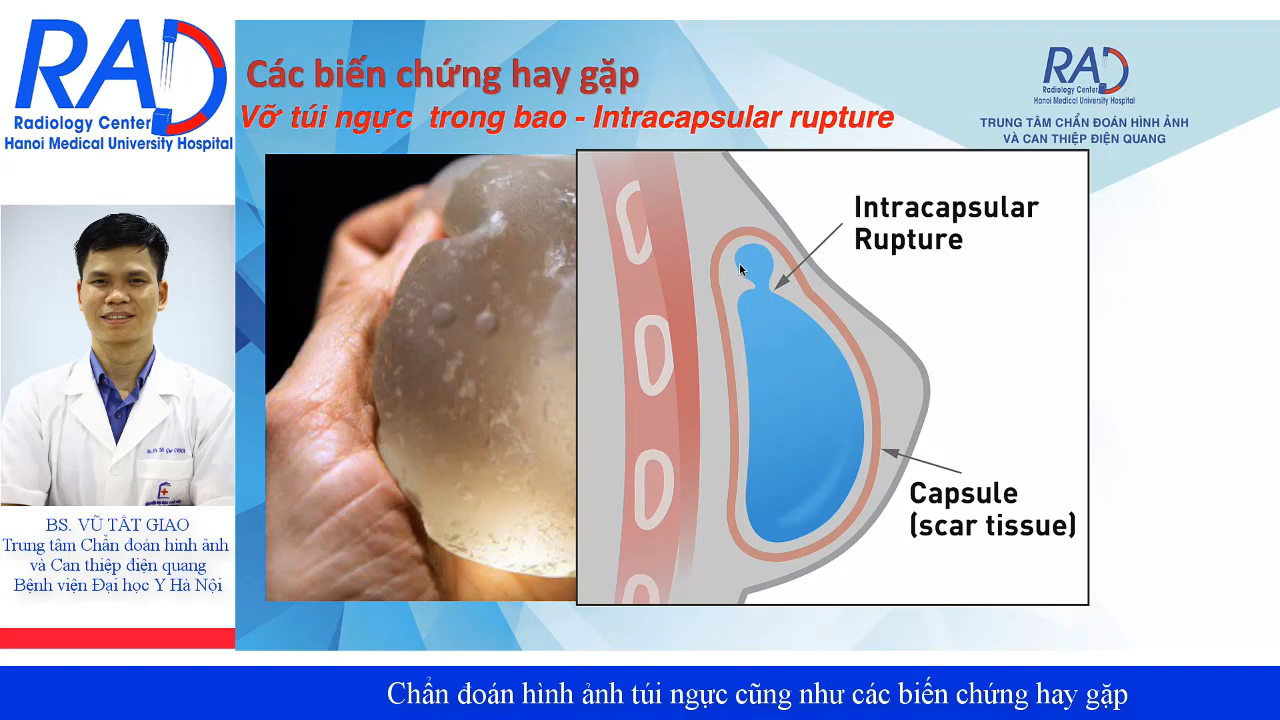 RAD
Radiology Center
Hanoi Medical University Hospital
BS. VŨ TẤT GIAO
Trung tâm Chẩn đoán hình ảnh
và Can thiệp điện quang
Bệnh viện Đại học Y Hà Nội
Các biến chứng hay gặp
Vỡ túi ngực trong bao - Intracapsular rupture
RAD
Radiology Center
Hanoi Medical University Hospital
TRUNG TÂM CHẨN ĐOÁN HÌNH ẢNH
VÀ CAN THIỆP ĐIỆN QUANG
Intracapsular
Rupture
Capsule
(scar tissue)
Chẩn đoán hình ảnh túi ngực cũng như các biến chứng hay gặp